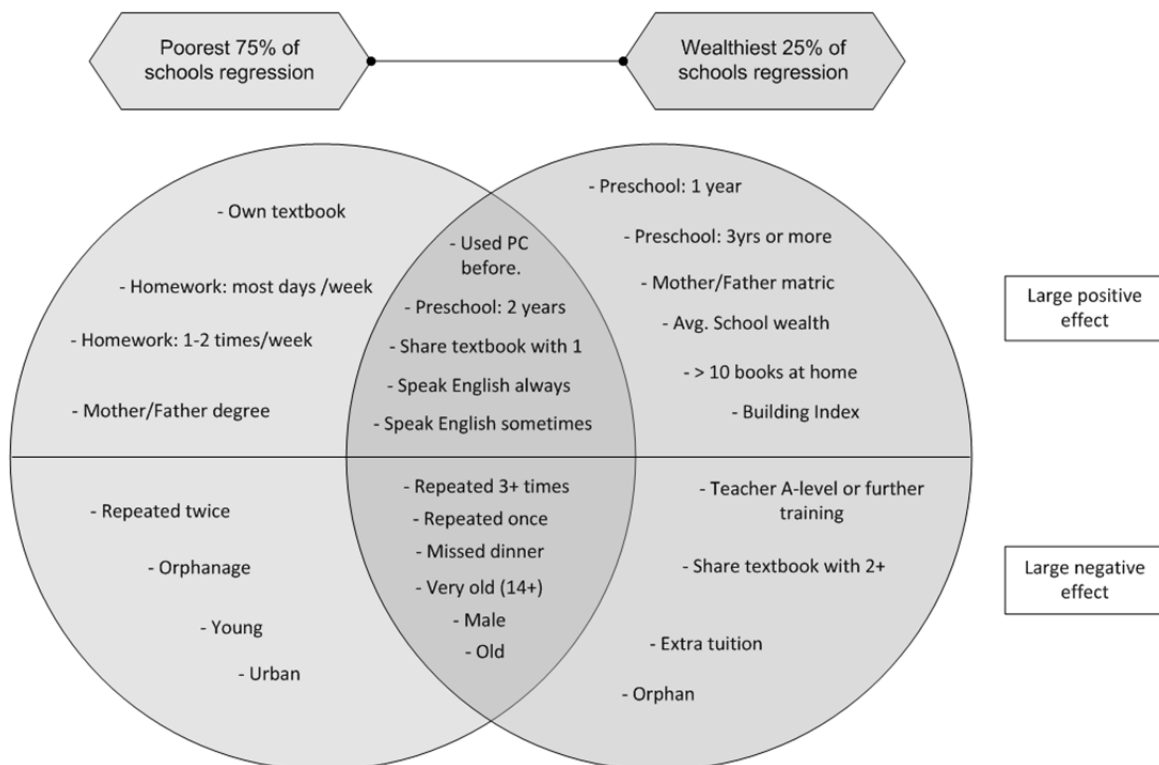 Poorest 75% of
schools regression
Wealthiest 25% of
schools regression
- Own textbook
- Homework: most days /week
- Homework: 1-2 times/week
- Mother/Father degree
- Used PC
before.
- Preschool: 2 years
- Share textbook with 1
- Speak English always
- Speak English sometimes
- Preschool: 1 year
- Preschool: 3yrs or more
- Mother/Father matric
- Avg. School wealth
- > 10 books at home
- Building Index
Large positive
effect
- Repeated twice
- Orphanage
- Young
- Urban
- Repeated 3+ times
- Repeated once
- Missed dinner
- Very old (14+)
- Male
- Old
- Teacher A-level or further
training
- Share textbook with 2+
- Extra tuition
- Orphan
Large negative
effect